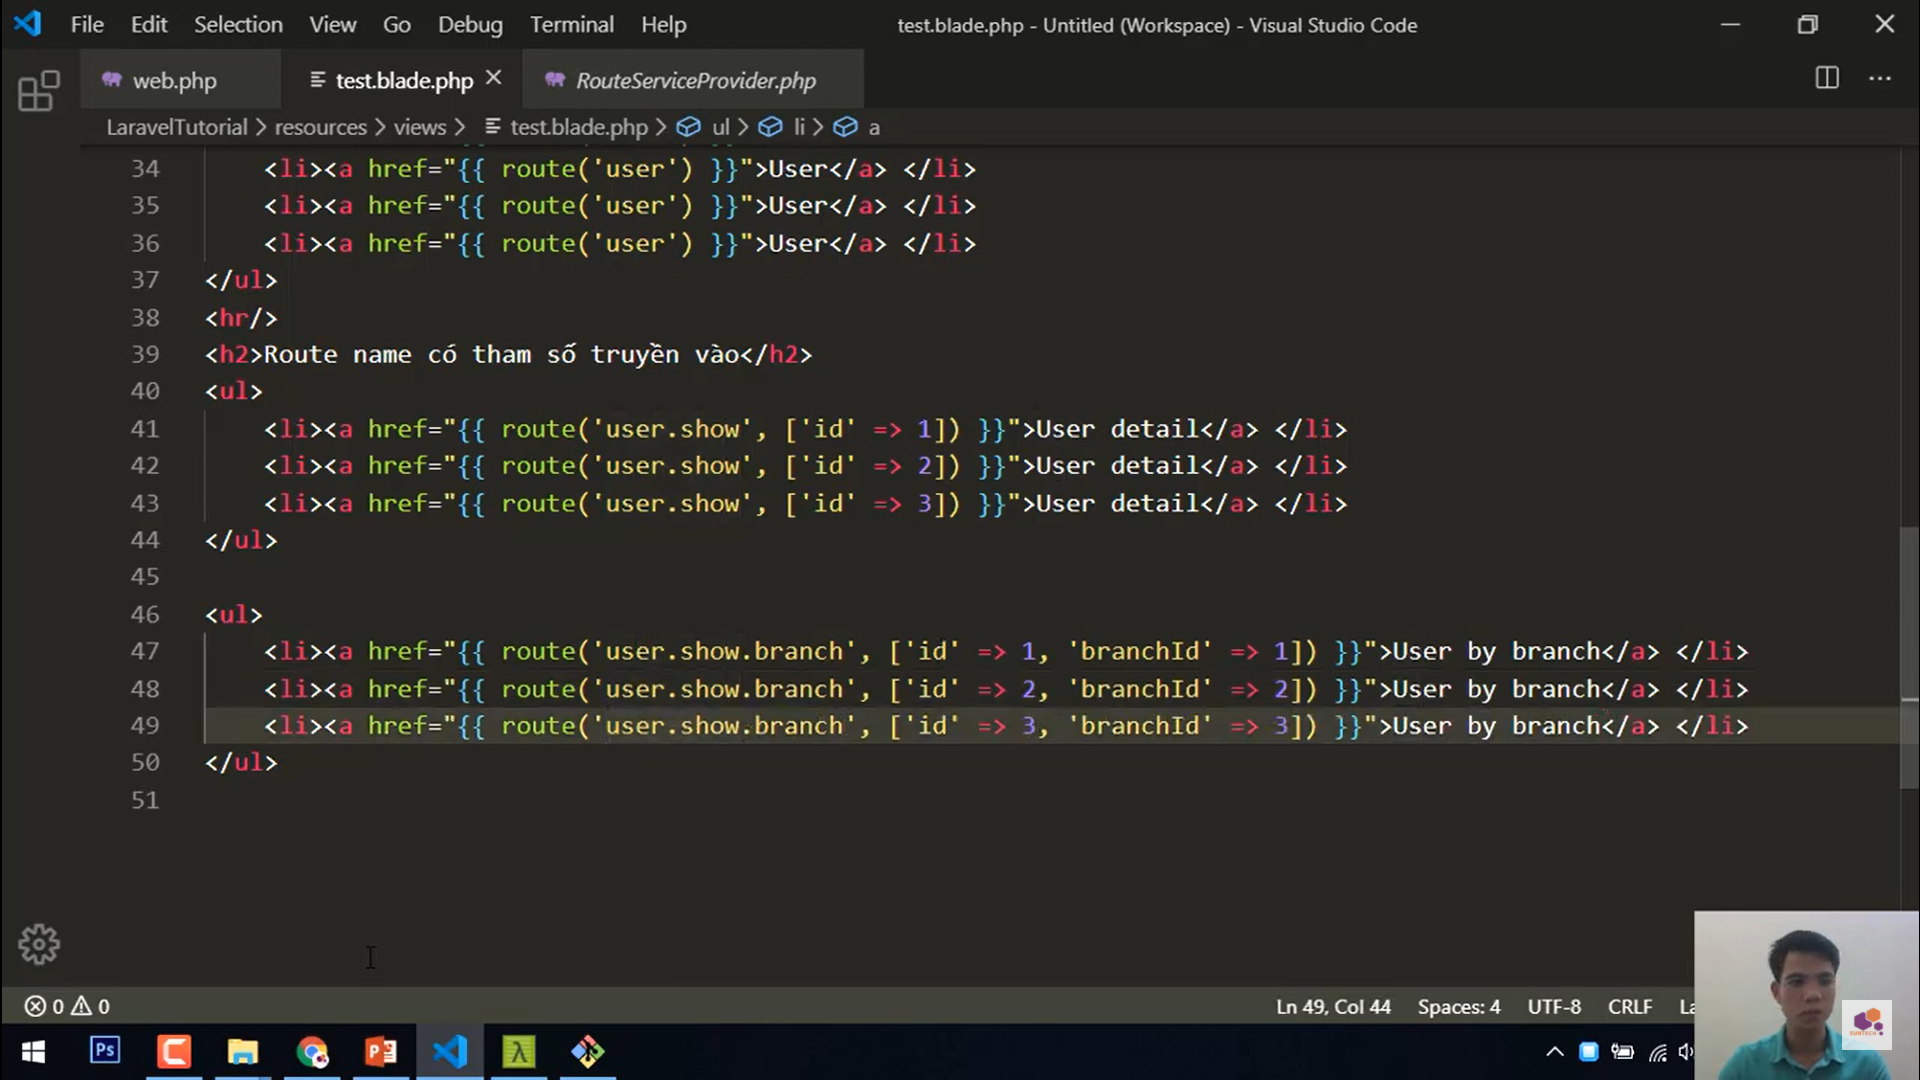 File Edit Selection View Go Debug Terminal Help test.blade.php - Untitled (Workspace) - Visual Studio Code
web.php test.blade.php RouteServiceProvider.php
LaravelTutorial > resources > views > test.blade.php > ul > li > a
34 <li><a href="{{ route('user') }}">User</a> </li>
35 <li><a href="{{ route('user') }}">User</a> </li>
36 <li><a href="{{ route('user') }}">User</a> </li>
37 </ul>
38 <hr/>
39 <h2>Route name có tham số truyền vào</h2>
40 <ul>
41 <li><a href="{{ route('user.show', ['id' => 1]) }}">User detail</a> </li>
42 <li><a href="{{ route('user.show', ['id' => 2]) }}">User detail</a> </li>
43 <li><a href="{{ route('user.show', ['id' => 3]) }}">User detail</a> </li>
44 </ul>
45
46 <ul>
47 <li><a href="{{ route('user.show.branch', ['id' => 1, 'branchId' => 1]) }}">User by branch</a> </li>
48 <li><a href="{{ route('user.show.branch', ['id' => 2, 'branchId' => 2]) }}">User by branch</a> </li>
49 <li><a href="{{ route('user.show.branch', ['id' => 3, 'branchId' => 3]) }}">User by branch</a> </li>
50 </ul>
51
0 0 Ln 49, Col 44 Spaces: 4 UTF-8 CRLF La
Ps
SUNTECH